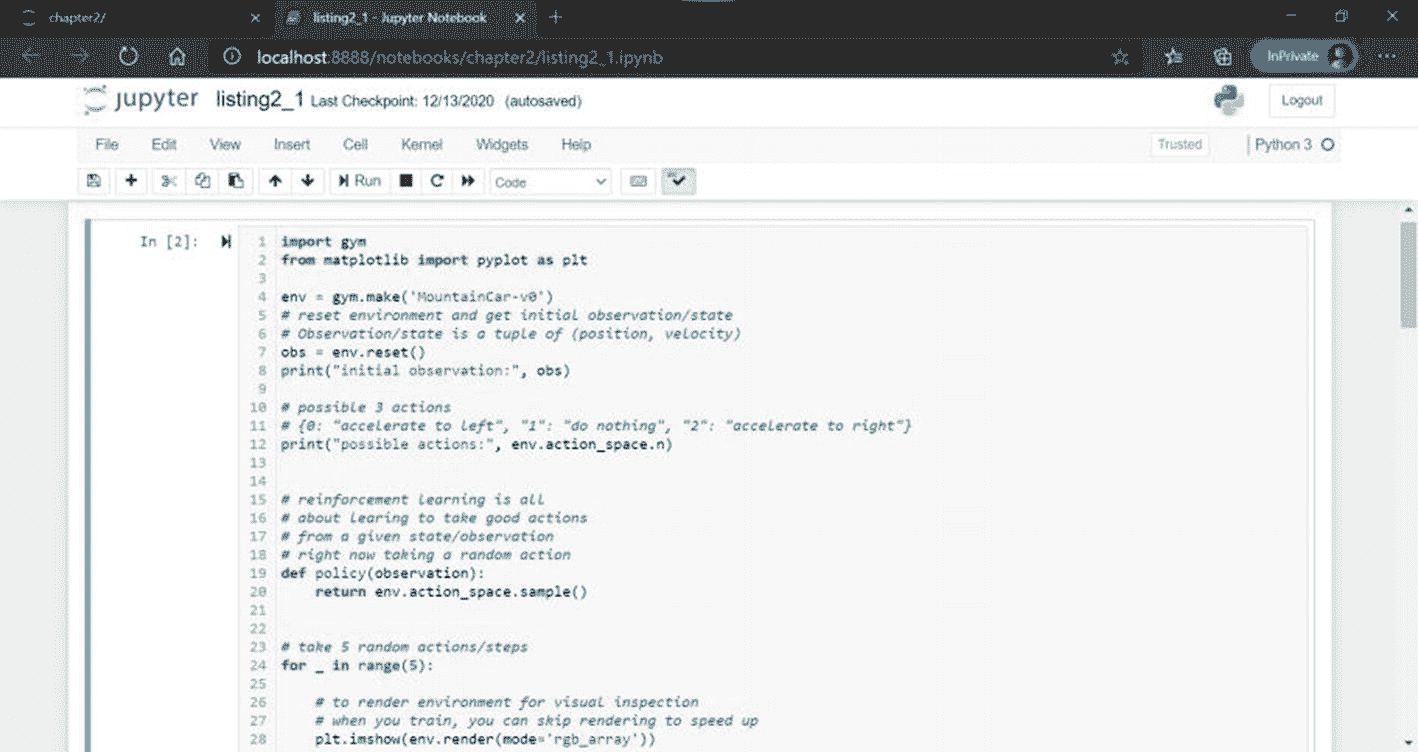 chapter2/
listing2_1 - Jupyter Notebook
localhost:8888/notebooks/chapter2/listing2_1.ipynb
InPrivate
jupyter listing2_1 Last Checkpoint: 12/13/2020 (autosaved)
Logout
File Edit View Insert Cell Kernel Widgets Help
Trusted
Python 3
Run
Code
In [2]:
1 import gym
2 from matplotlib import pyplot as plt
3
4 env = gym.make('MountainCar-v0')
5 # reset environment and get initial observation/state
6 # Observation/state is a tuple of (position, velocity)
7 obs = env.reset()
8 print("initial observation:", obs)
9
10 # possible 3 actions
11 # {0: "accelerate to left", "1": "do nothing", "2": "accelerate to right"}
12 print("possible actions:", env.action_space.n)
13
14
15 # reinforcement learning is all
16 # about learing to take good actions
17 # from a given state/observation
18 # right now taking a random action
19 def policy(observation):
20     return env.action_space.sample()
21
22
23 # take 5 random actions/steps
24 for _ in range(5):
25
26     # to render environment for visual inspection
27     # when you train, you can skip rendering to speed up
28     plt.imshow(env.render(mode='rgb_array'))